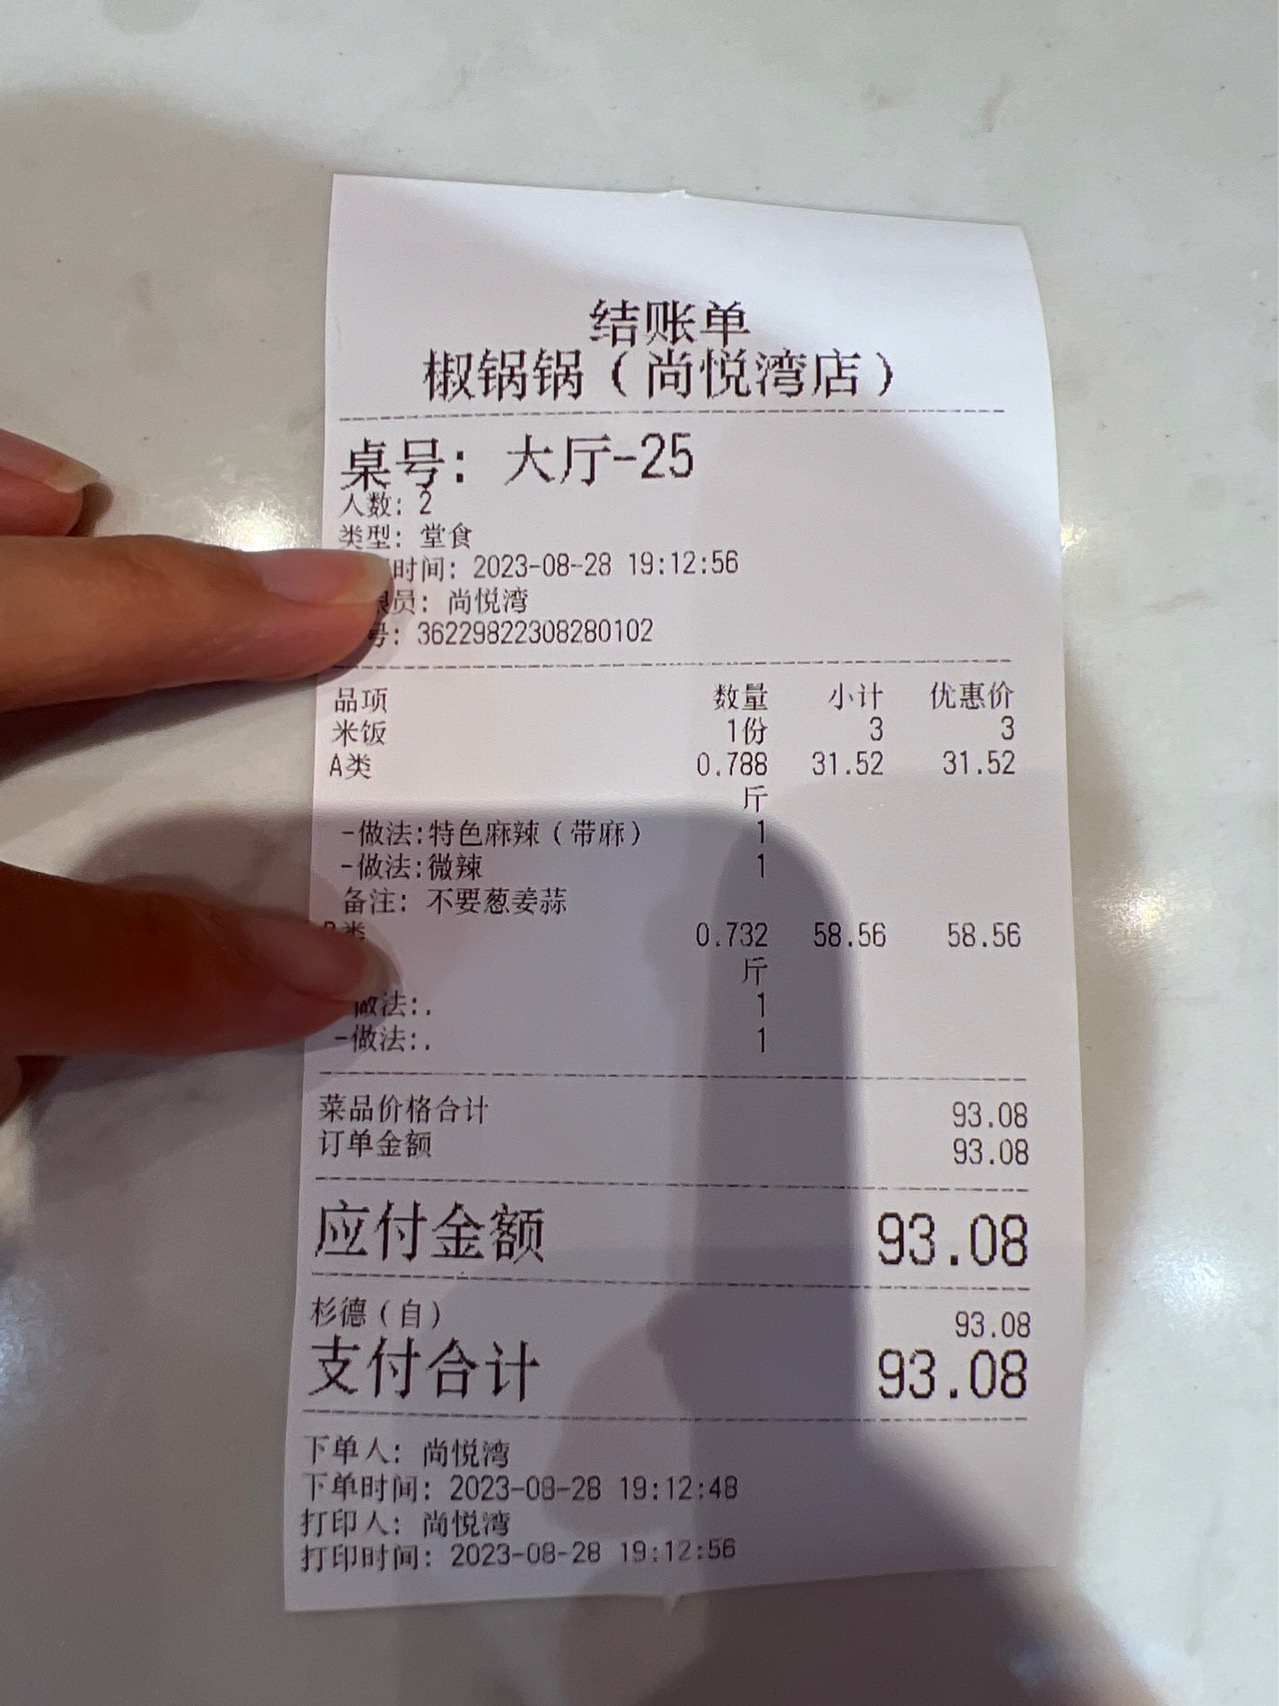 结账单
椒锅锅（尚悦湾店）
桌号：大厅-25
人数：2
类型：堂食
时间：2023-08-28 19:12:56
员：尚悦湾
号：36229822308280102
品项 数量 小计 优惠价
米饭 1份 3 3
A类 0.788 31.52 31.52
斤
-做法:特色麻辣（带麻） 1
-做法:微辣 1
备注：不要葱姜蒜
类 0.732 58.56 58.56
斤
做法:. 1
-做法:. 1
菜品价格合计 93.08
订单金额 93.08
应付金额 93.08
杉德（自） 93.08
支付合计 93.08
下单人：尚悦湾
下单时间：2023-08-28 19:12:48
打印人：尚悦湾
打印时间：2023-08-28 19:12:56